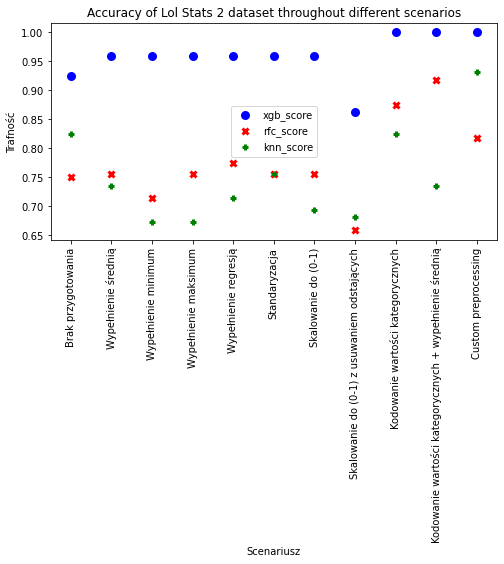 Accuracy of Lol Stats 2 dataset throughout different scenarios
Trafność
1.00
0.95
0.90
0.85
0.80
0.75
0.70
0.65
xgb_score
rfc_score
knn_score
Brak przygotowania
Wypełnienie średnią
Wypełnienie minimum
Wypełnienie maksimum
Wypełnienie regresją
Standaryzacja
Skalowanie do (0-1)
Skalowanie do (0-1) z usuwaniem odstających
Kodowanie wartości kategorycznych
Kodowanie wartości kategorycznych + wypełnienie średnią
Custom preprocessing
Scenariusz